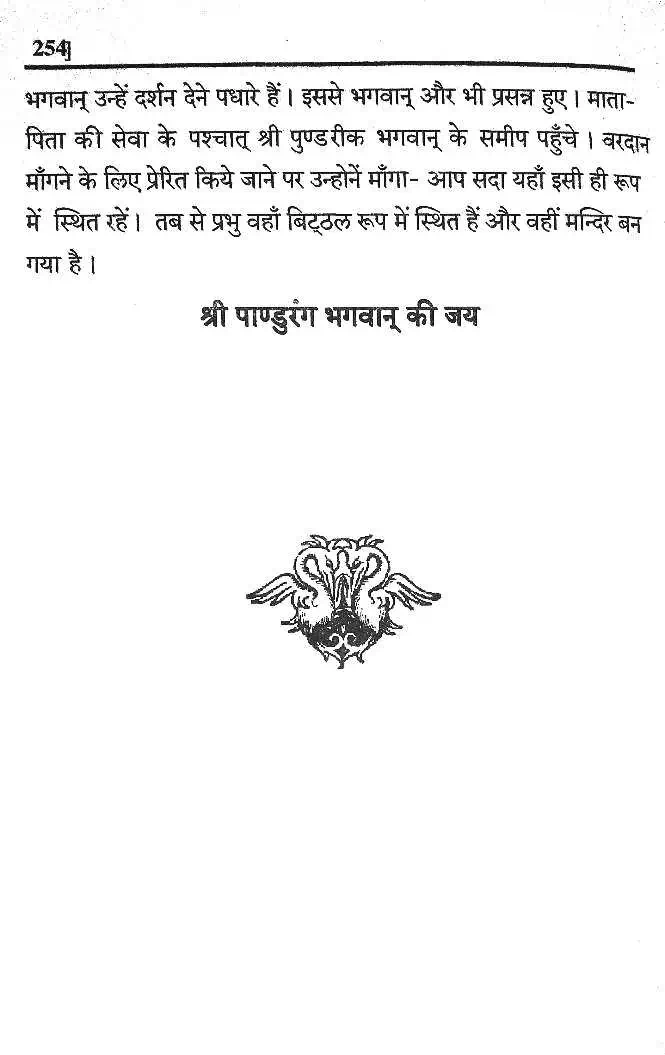 254]
भगवान् उन्हें दर्शन देने पधारे हैं। इससे भगवान् और भी प्रसन्न हुए। माता-
पिता की सेवा के पश्चात् श्री पुण्डरीक भगवान् के समीप पहुँचे। वरदान
माँगने के लिए प्रेरित किये जाने पर उन्होनें माँगा- आप सदा यहाँ इसी ही रूप
में स्थित रहें। तब से प्रभु वहाँ बिट्ठल रूप में स्थित हैं और वहीं मन्दिर बन
गया है।
श्री पाण्डुरंग भगवान् की जय